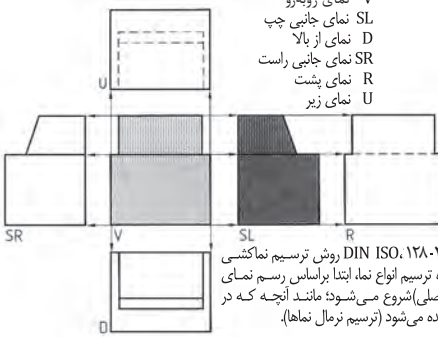 V نمای روبه‌رو
SL نمای جانبی چپ
D نمای از بالا
SR نمای جانبی راست
R نمای پشت
U نمای زیر
U
SR
V
SL
R
DIN ISO، ۱۲۸- روش ترسیم نماکشی
ترسیم انواع نما، ابتدا براساس رسم نمای
اصلی) شروع می‌شود؛ مانند آنچه که در
ده می‌شود (ترسیم نرمال نماها).
D